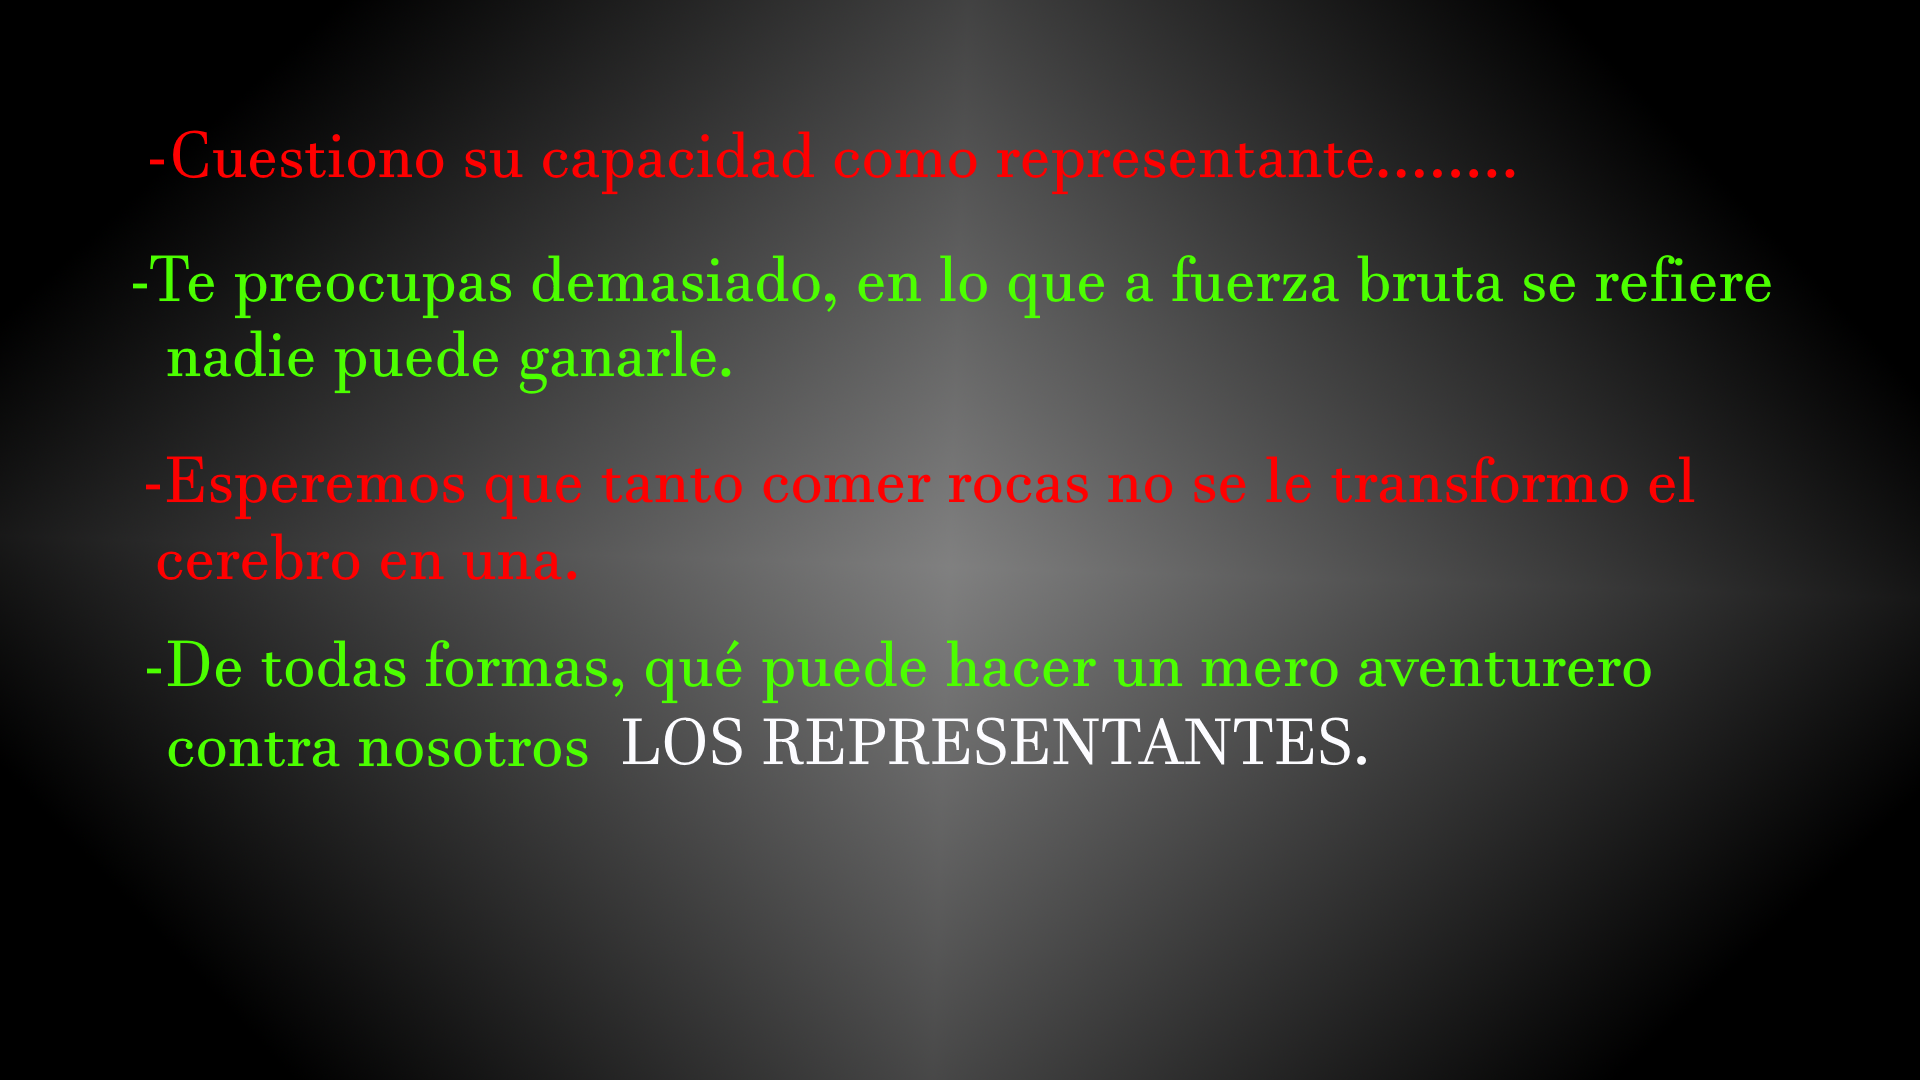 -Cuestiono su capacidad como representante........
-Te preocupas demasiado, en lo que a fuerza bruta se refiere
nadie puede ganarle.
-Esperemos que tanto comer rocas no se le transformo el
cerebro en una.
-De todas formas, qué puede hacer un mero aventurero
contra nosotros LOS REPRESENTANTES.